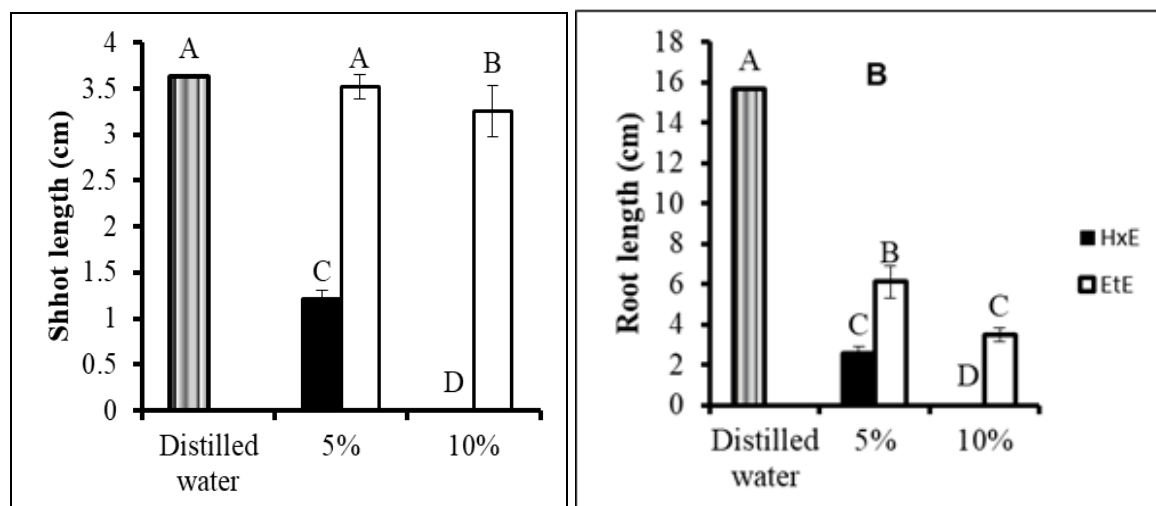 Shhot length (cm)
4
3.5
3
2.5
2
1.5
1
0.5
0
A
C
A
D
B
Distilled water
5%
10%
B
Root length (cm)
18
16
14
12
10
8
6
4
2
0
A
C
B
D
C
Distilled water
5%
10%
HxE
EtE